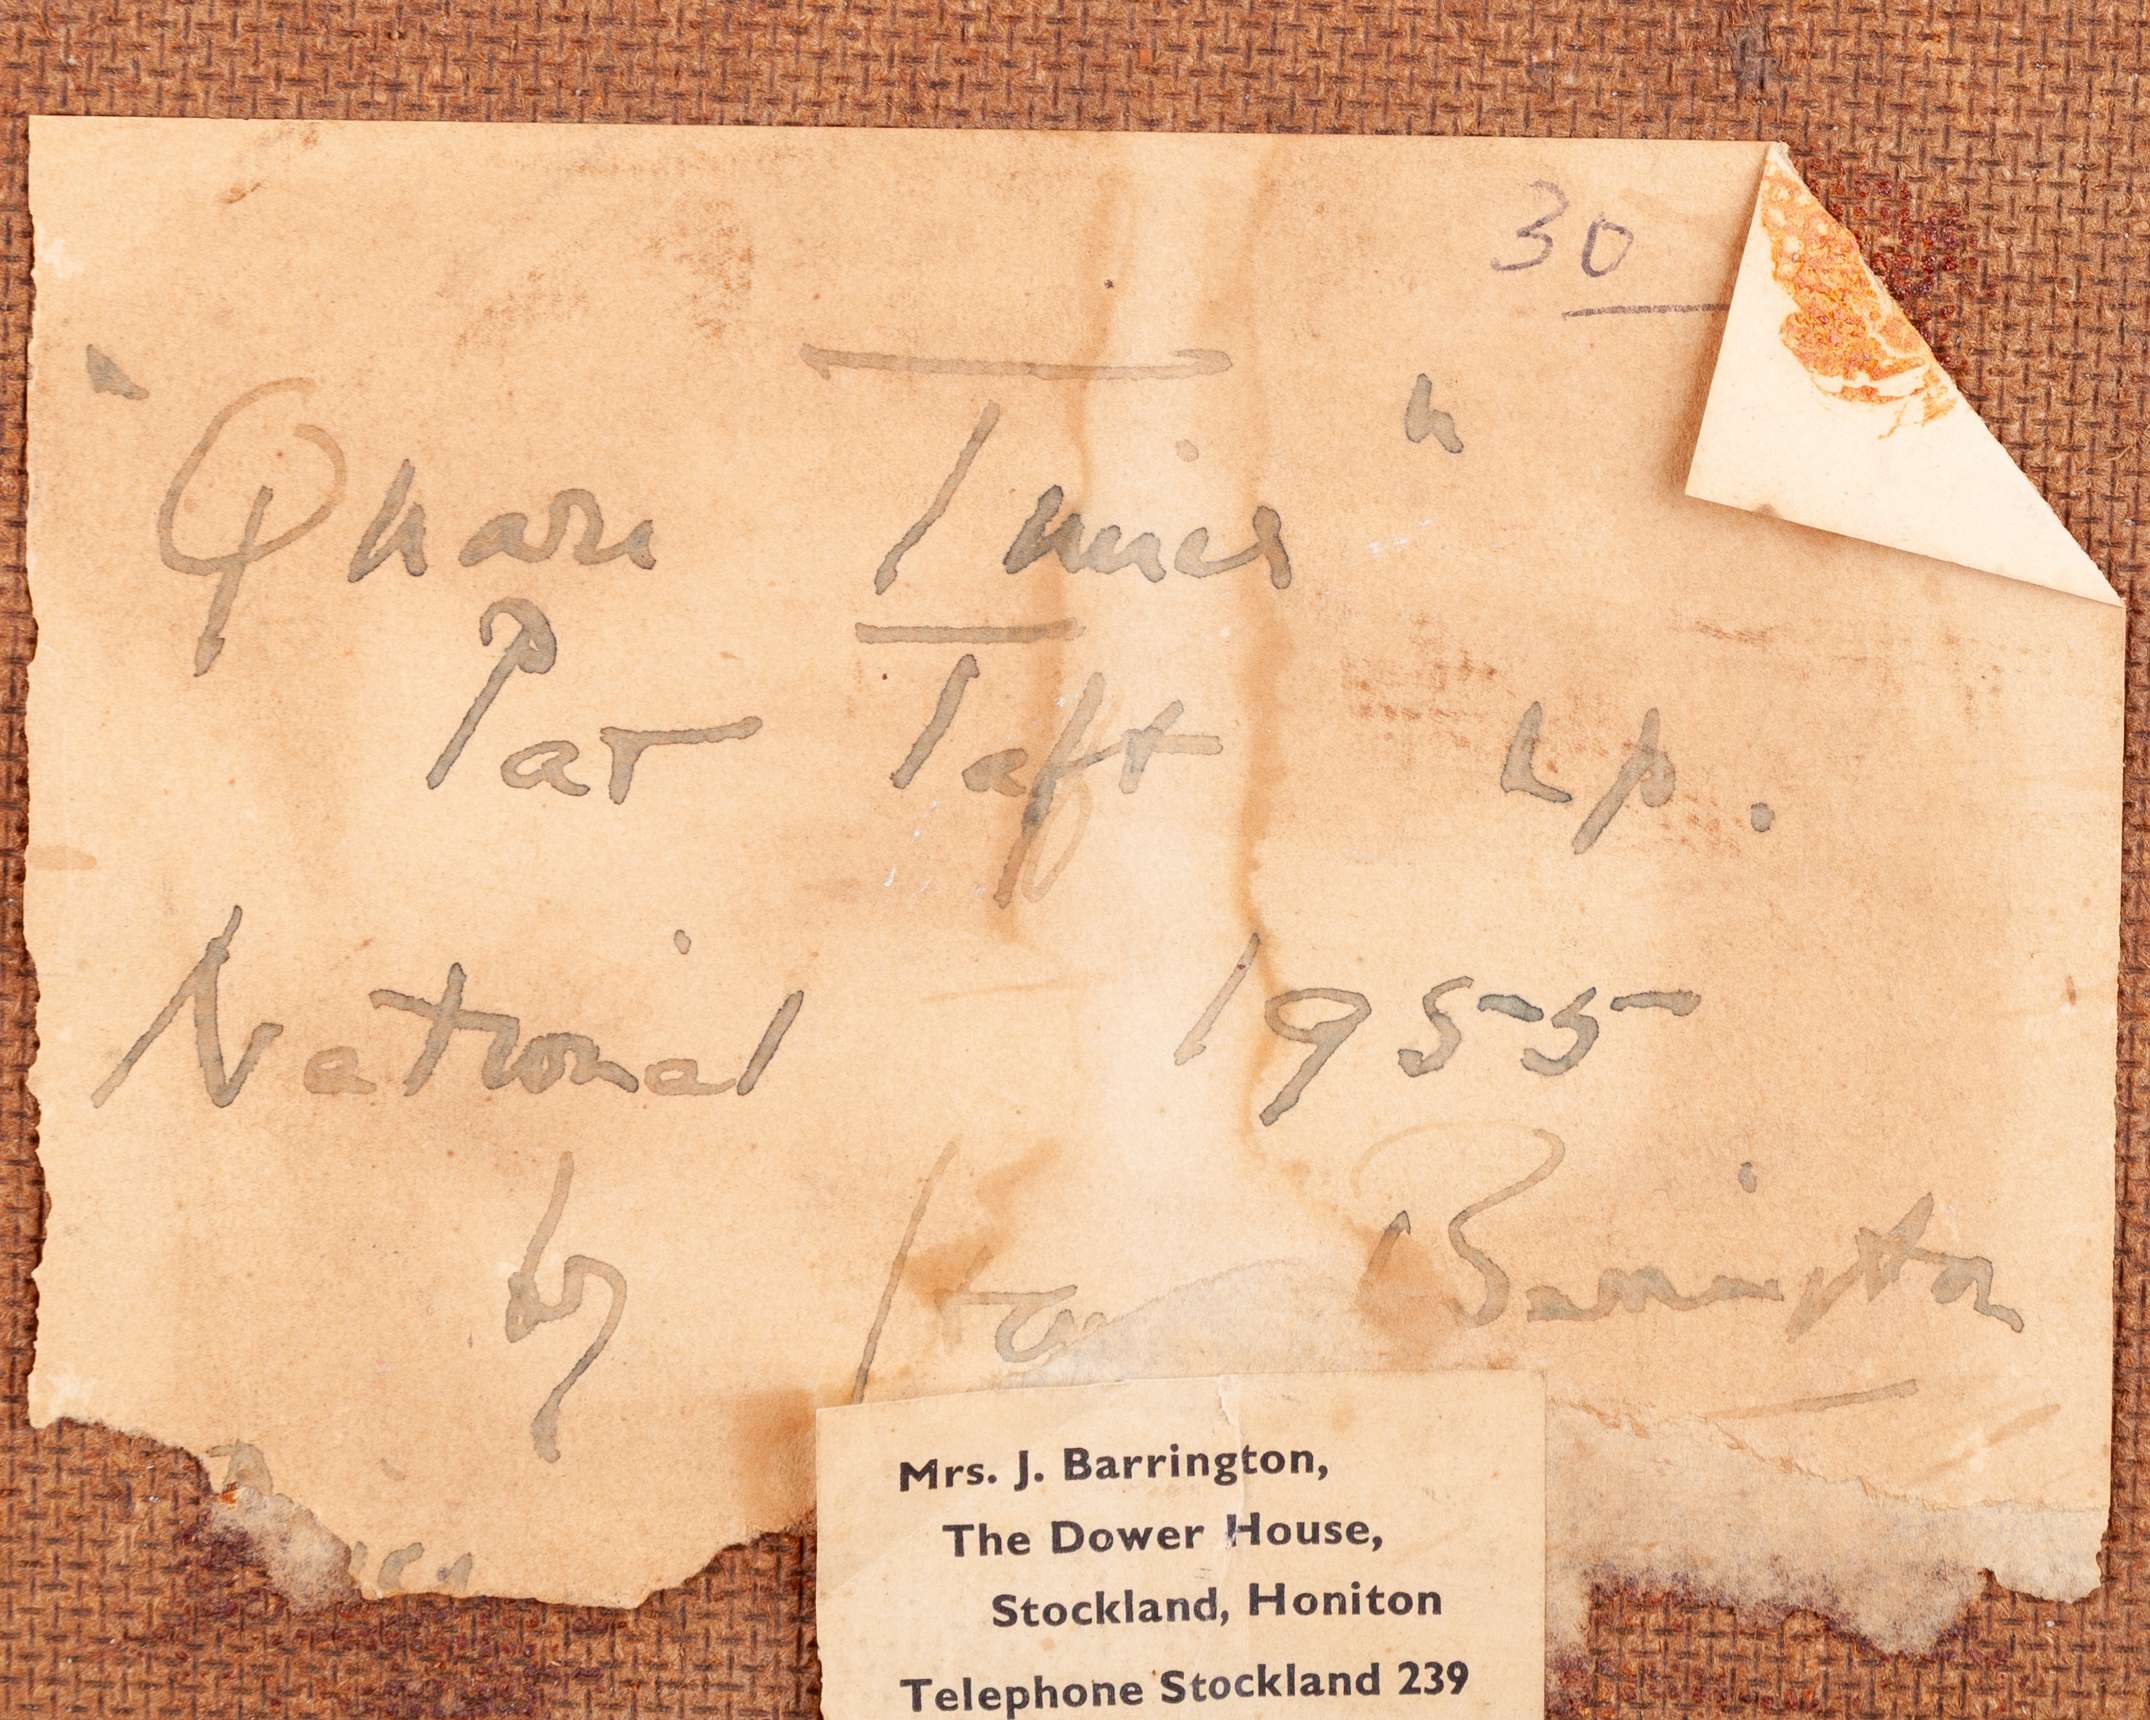 30
"Quare Times"
Pat Taft up.
National 1955
by Barrington
Mrs. J. Barrington,
The Dower House,
Stockland, Honiton
Telephone Stockland 239